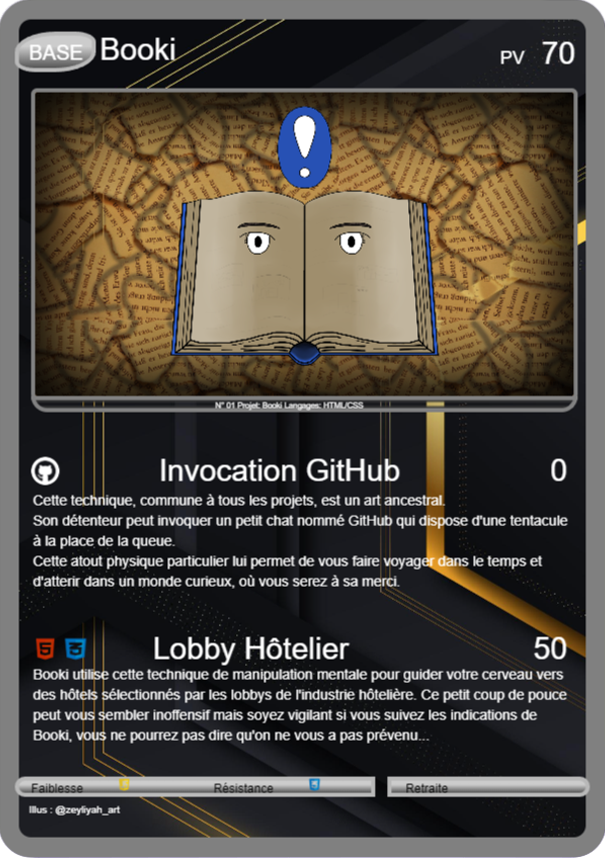 BASE Booki PV 70
N° 01 Projet: Booki Langages: HTML/CSS
Invocation GitHub 0
Cette technique, commune à tous les projets, est un art ancestral.
Son détenteur peut invoquer un petit chat nommé GitHub qui dispose d'une tentacule
à la place de la queue.
Cette atout physique particulier lui permet de vous faire voyager dans le temps et
d'atterir dans un monde curieux, où vous serez à sa merci.
Lobby Hôtelier 50
Booki utilise cette technique de manipulation mentale pour guider votre cerveau vers
des hôtels sélectionnés par les lobbys de l'industrie hôtelière. Ce petit coup de pouce
peut vous sembler inoffensif mais soyez vigilant si vous suivez les indications de
Booki, vous ne pourrez pas dire qu'on ne vous a pas prévenu...
Faiblesse Résistance Retraite
Illus : @zeyliyah_art